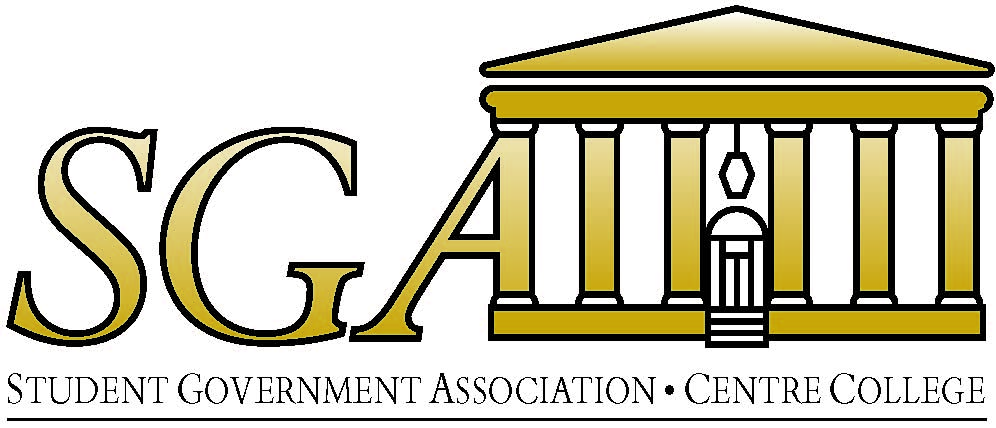 SGA
STUDENT GOVERNMENT ASSOCIATION • CENTRE COLLEGE